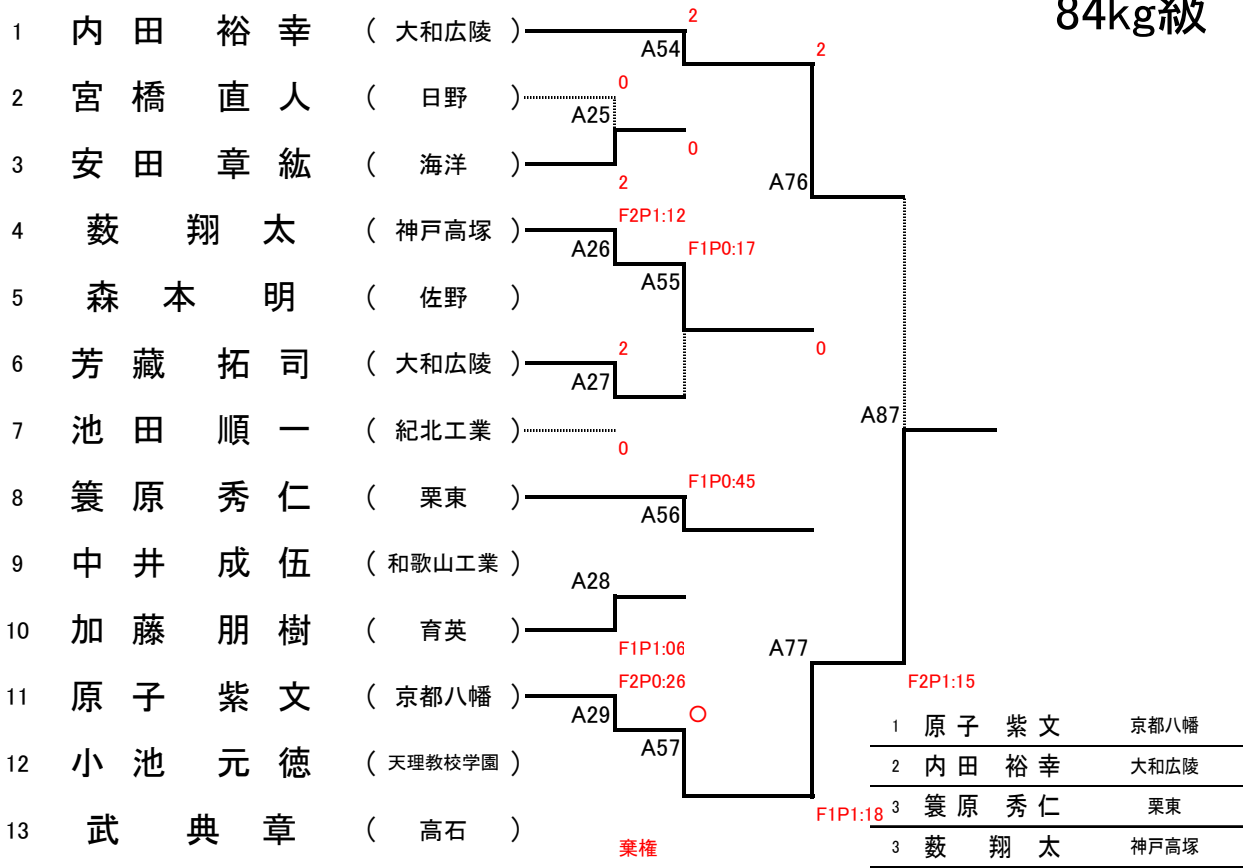 84kg級
2
1 内田 裕幸 ( 大和広陵 )
A54
2
0
2 宮橋 直人 ( 日野 )
A25
0
3 安田 章紘 ( 海洋 )
2
A76
F2P1:12
4 薮 翔太 ( 神戸高塚 )
A26
F1P0:17
A55
5 森本 明 ( 佐野 )
2
0
6 芳藏 拓司 ( 大和広陵 )
A27
A87
7 池田 順一 ( 紀北工業 )
0
F1P0:45
8 簑原 秀仁 ( 栗東 )
A56
9 中井 成伍 ( 和歌山工業 )
A28
10 加藤 朋樹 ( 育英 )
F1P1:06
A77
F2P0:26
F2P1:15
11 原子 紫文 ( 京都八幡 )
A29
○
A57
12 小池 元徳 ( 天理教校学園 )
F1P1:18
13 武 典章 ( 高石 )
棄権
1 原子 紫文 京都八幡
2 内田 裕幸 大和広陵
3 簑原 秀仁 栗東
3 薮 翔太 神戸高塚